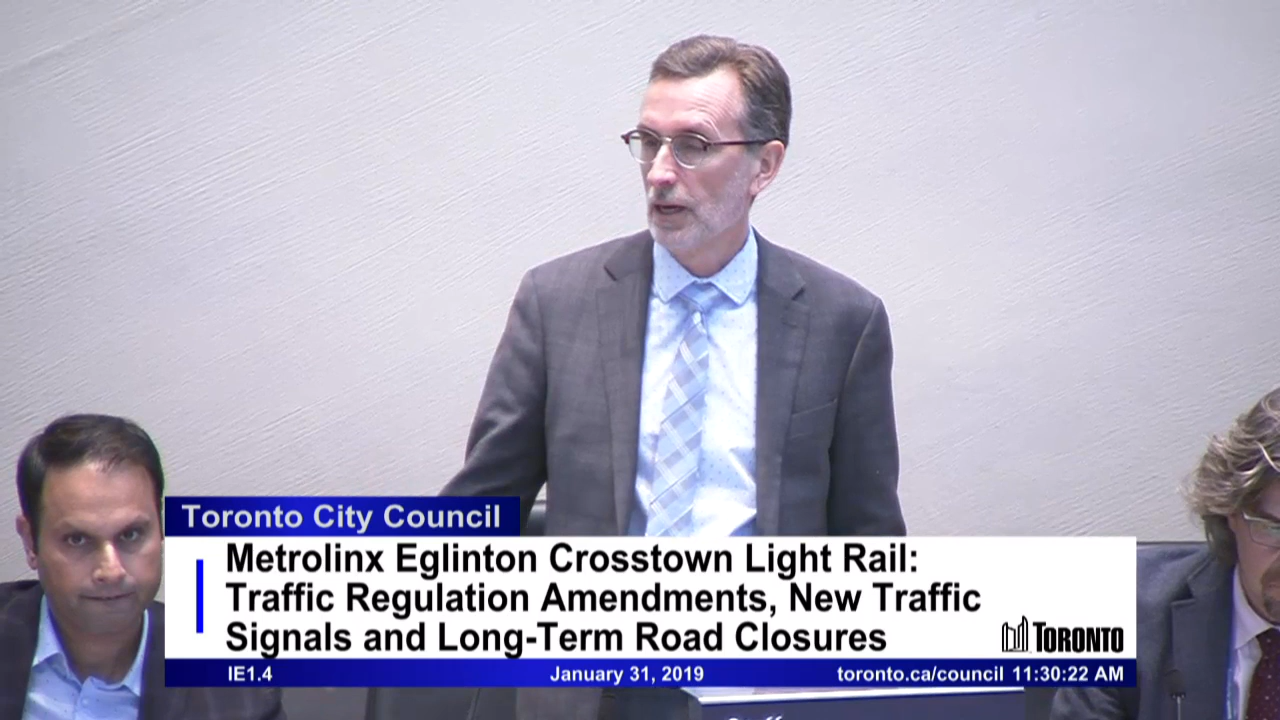 Toronto City Council
Metrolinx Eglinton Crosstown Light Rail:
Traffic Regulation Amendments, New Traffic
Signals and Long-Term Road Closures
TORONTO
IE1.4 January 31, 2019 toronto.ca/council 11:30:22 AM